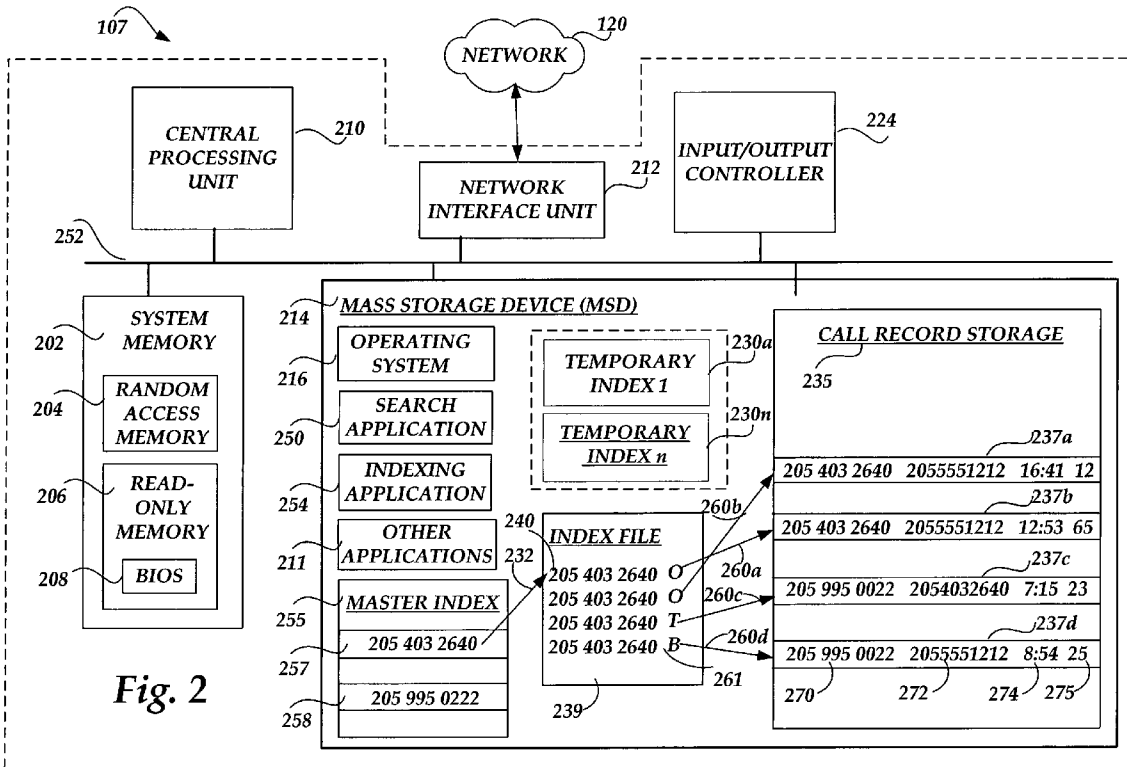 107
120
NETWORK
CENTRAL
PROCESSING
UNIT
210
NETWORK
INTERFACE UNIT
212
INPUT/OUTPUT
CONTROLLER
224
252
SYSTEM
MEMORY
202
RANDOM
ACCESS
MEMORY
204
READ-
ONLY
MEMORY
206
BIOS
208
Fig. 2
MASS STORAGE DEVICE (MSD)
214
OPERATING
SYSTEM
216
SEARCH
APPLICATION
250
INDEXING
APPLICATION
254
OTHER
APPLICATIONS
211
MASTER INDEX
255
205 403 2640
257
205 995 0222
258
232
240
TEMPORARY
INDEX 1
230a
TEMPORARY
INDEX n
230n
INDEX FILE
205 403 2640 O
205 403 2640 O
205 403 2640 T
205 403 2640 B
239
261
260b
260a
260c
260d
CALL RECORD STORAGE
235
237a
205 403 2640 2055551212 16:41 12
237b
205 403 2640 2055551212 12:53 65
237c
205 995 0022 2054032640 7:15 23
237d
205 995 0022 2055551212 8:54 25
270
272
274
275